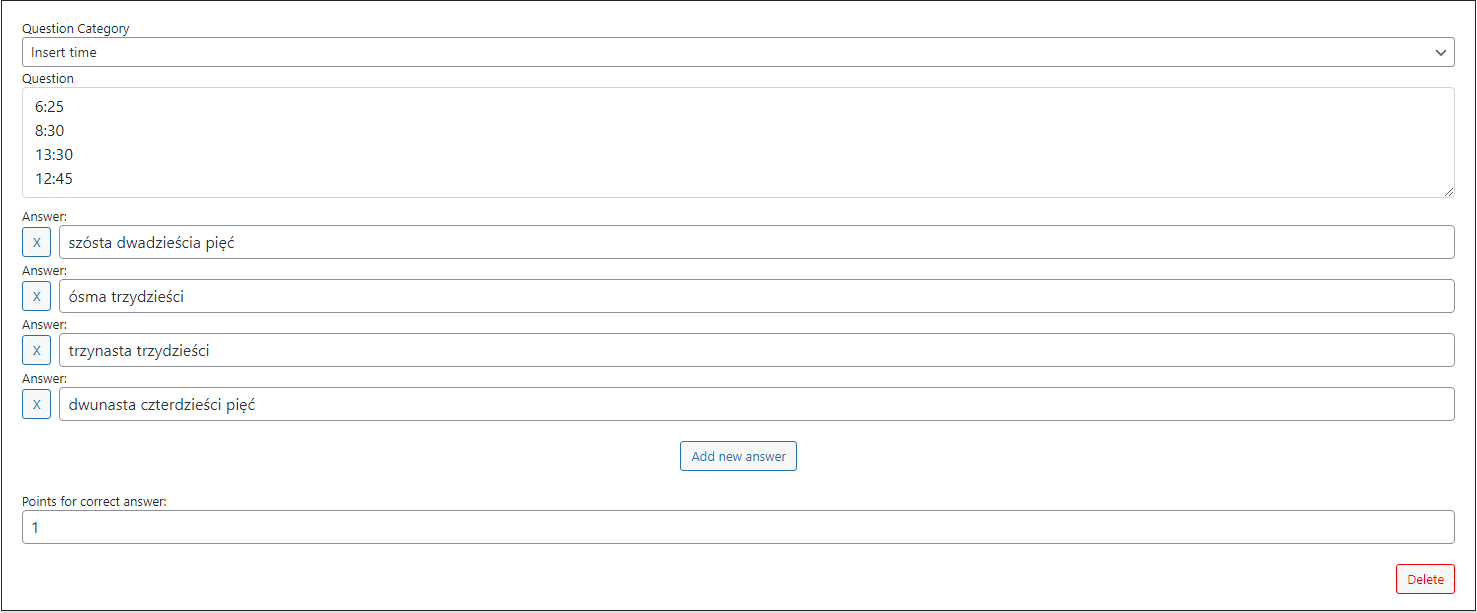 Question Category
Insert time
Question
6:25
8:30
13:30
12:45
Answer:
X szósta dwadzieścia pięć
Answer:
X ósma trzydzieści
Answer:
X trzynasta trzydzieści
Answer:
X dwunasta czterdzieści pięć
Add new answer
Points for correct answer:
1
Delete